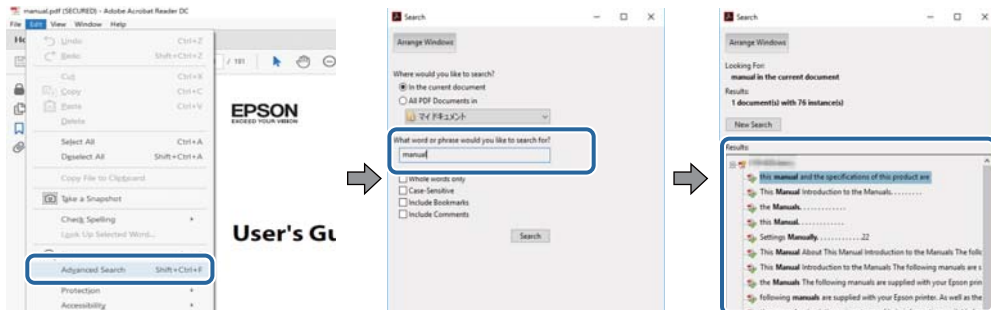 manual.pdf (SECURED) - Adobe Acrobat Reader DC
File Edit View Window Help
Undo Ctrl+Z
Redo Shift+Ctrl+Z
Cut Ctrl+X
Copy Ctrl+C
Paste Ctrl+V
Delete
Select All Ctrl+A
Deselect All Shift+Ctrl+A
Copy File to Clipboard
Take a Snapshot
Check Spelling
Look Up Selected Word...
Advanced Search Shift+Ctrl+F
Protection
Accessibility
/ 191
EPSON
EXCEED YOUR VISION
User's Gu
Search
Arrange Windows
Where would you like to search?
In the current document
All PDF Documents in
マイ ドキュメント
What word or phrase would you like to search for?
manual
Whole words only
Case-Sensitive
Include Bookmarks
Include Comments
Search
Search
Arrange Windows
Looking For:
manual in the current document
Results:
1 document(s) with 76 instance(s)
New Search
Results:
this manual and the specifications of this product are
This Manual Introduction to the Manuals. . . . . . . . .
the Manuals. . . . . . . . . . . . .
this Manual. . . . . . . . . . . . .
Settings Manually. . . . . . . . . . . .22
This Manual About This Manual Introduction to the Manuals The foll
This Manual Introduction to the Manuals The following manuals are s
the Manuals The following manuals are supplied with your Epson prin
following manuals are supplied with your Epson printer. As well as the